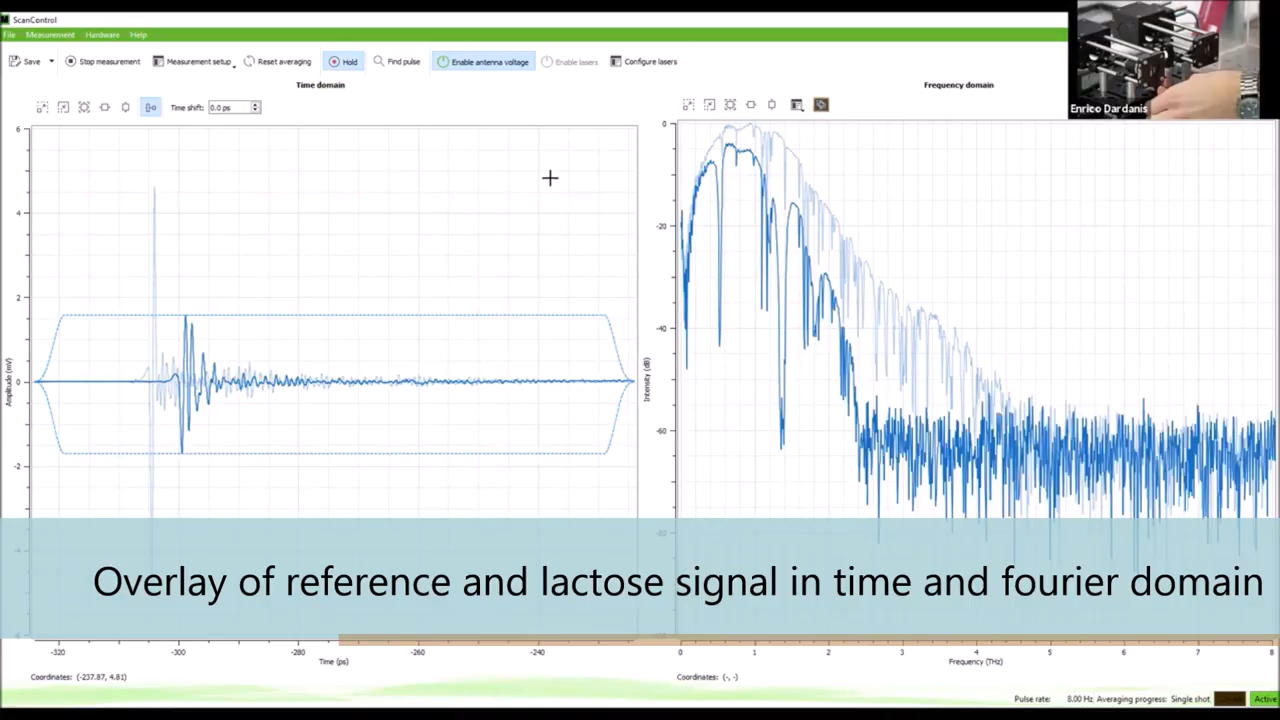 ScanControl
File Measurement Hardware Help
Save Stop measurement Measurement setup Reset averaging Hold Find pulse Enable antenna voltage Enable lasers Configure lasers
Time domain
Frequency domain
Time shift: 0.0 ps
Enrico Dardanis
6
4
2
0
-2
-4
Amplitude (mV)
-320 -300 -280 -260 -240
Time (ps)
Coordinates: (-237.87, 4.81)
0
-20
-40
-60
-80
Intensity (dB)
0 1 2 3 4 5 6 7 8
Frequency (THz)
Coordinates: (-, -)
Overlay of reference and lactose signal in time and fourier domain
Pulse rate: 8.00 Hz Averaging progress: Single shot Active